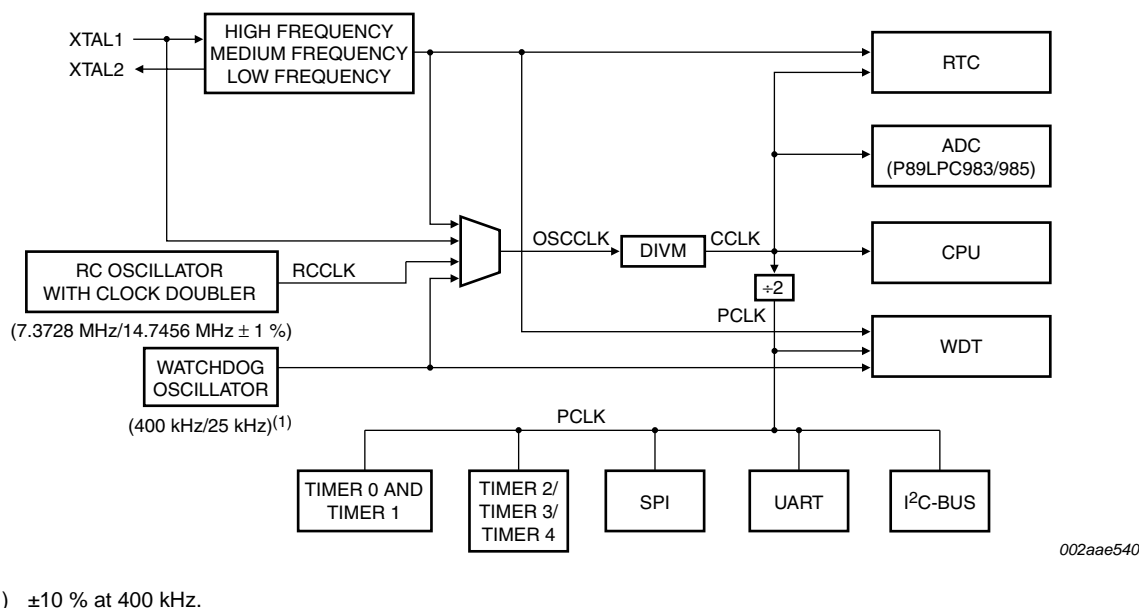 XTAL1
XTAL2
HIGH FREQUENCY
MEDIUM FREQUENCY
LOW FREQUENCY
RTC
ADC
(P89LPC983/985)
OSCCLK
DIVM
CCLK
CPU
RC OSCILLATOR
WITH CLOCK DOUBLER
RCCLK
÷2
(7.3728 MHz/14.7456 MHz ± 1 %)
PCLK
WDT
WATCHDOG
OSCILLATOR
(400 kHz/25 kHz)(1)
PCLK
TIMER 0 AND
TIMER 1
TIMER 2/
TIMER 3/
TIMER 4
SPI
UART
I2C-BUS
002aae540
) ±10 % at 400 kHz.